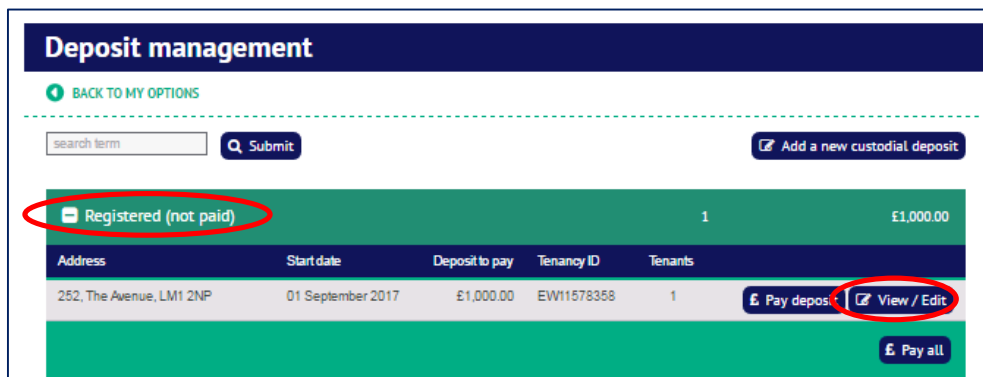 Deposit management
BACK TO MY OPTIONS
search term Submit Add a new custodial deposit
Registered (not paid) 1 £1,000.00
Address Start date Deposit to pay Tenancy ID Tenants
252, The Avenue, LM1 2NP 01 September 2017 £1,000.00 EW11578358 1 £ Pay deposit View / Edit
£ Pay all